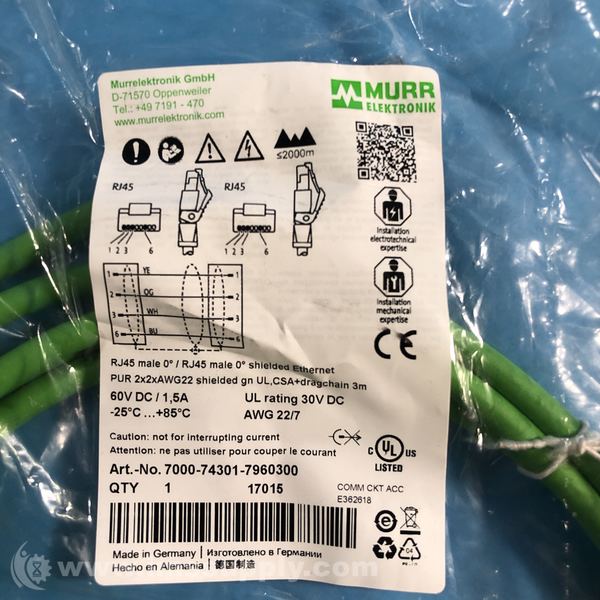 Murrelektronik GmbH
D-71570 Oppenweiler
Tel.: +49 7191 - 470
www.murrelektronik.com
MURR
ELEKTRONIK
≤2000m
RJ45
RJ45
1 2 3 6
1 2 3 6
1 YE 1
2 OG 2
3 WH 3
6 BU 6
Installation
electrotechnical
expertise
Installation
mechanical
expertise
CE
RJ45 male 0° / RJ45 male 0° shielded Ethernet
PUR 2x2xAWG22 shielded gn UL,CSA+dragchain 3m
60V DC / 1,5A UL rating 30V DC
-25°C ...+85°C AWG 22/7
Caution: not for interrupting current
Attention: ne pas utiliser pour couper le courant
C UL US
LISTED
Art.-No. 7000-74301-7960300
QTY 1 17015
COMM CKT ACC
E362618
04
Made in Germany | Изготовлено в Германии
Hecho en Alemania | 德国制造